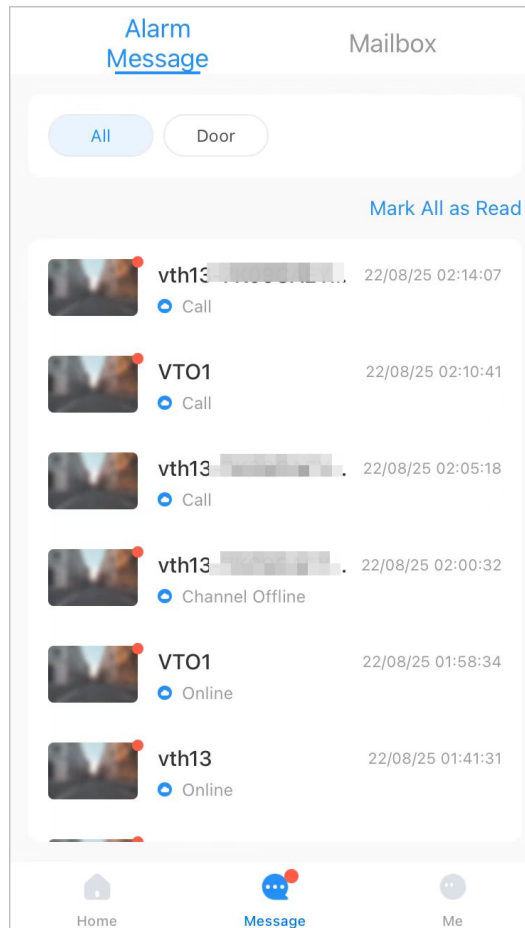 Alarm
Message
Mailbox
All
Door
Mark All as Read
vth13 22/08/25 02:14:07
Call
VTO1 22/08/25 02:10:41
Call
vth13 22/08/25 02:05:18
Call
vth13 22/08/25 02:00:32
Channel Offline
VTO1 22/08/25 01:58:34
Online
vth13 22/08/25 01:41:31
Online
Home Message Me